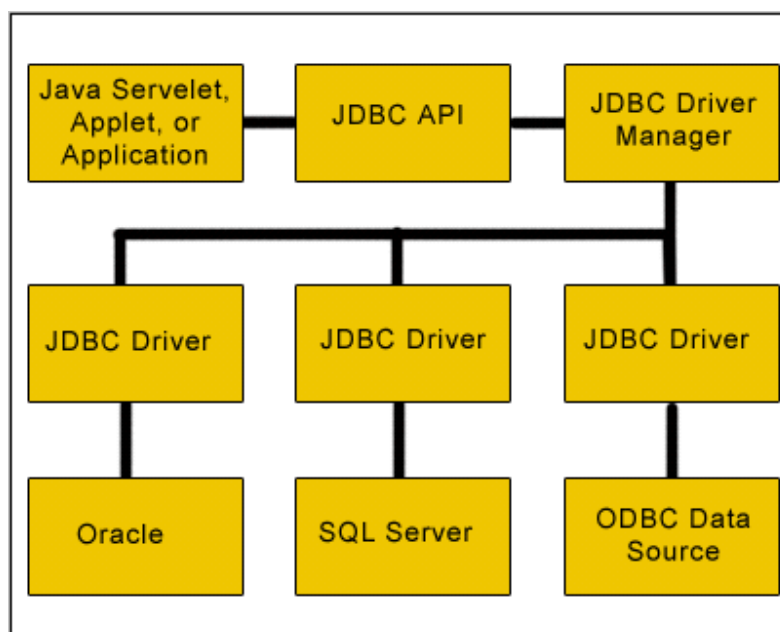 Java Servelet,
Applet, or
Application
JDBC API
JDBC Driver
Manager
JDBC Driver
JDBC Driver
JDBC Driver
Oracle
SQL Server
ODBC Data
Source